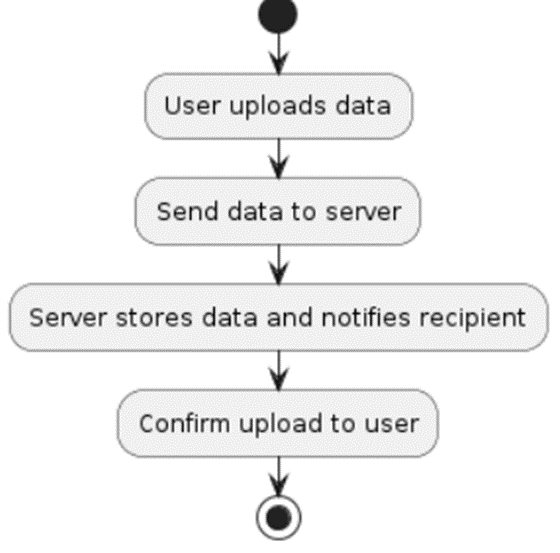 User uploads data
Send data to server
Server stores data and notifies recipient
Confirm upload to user